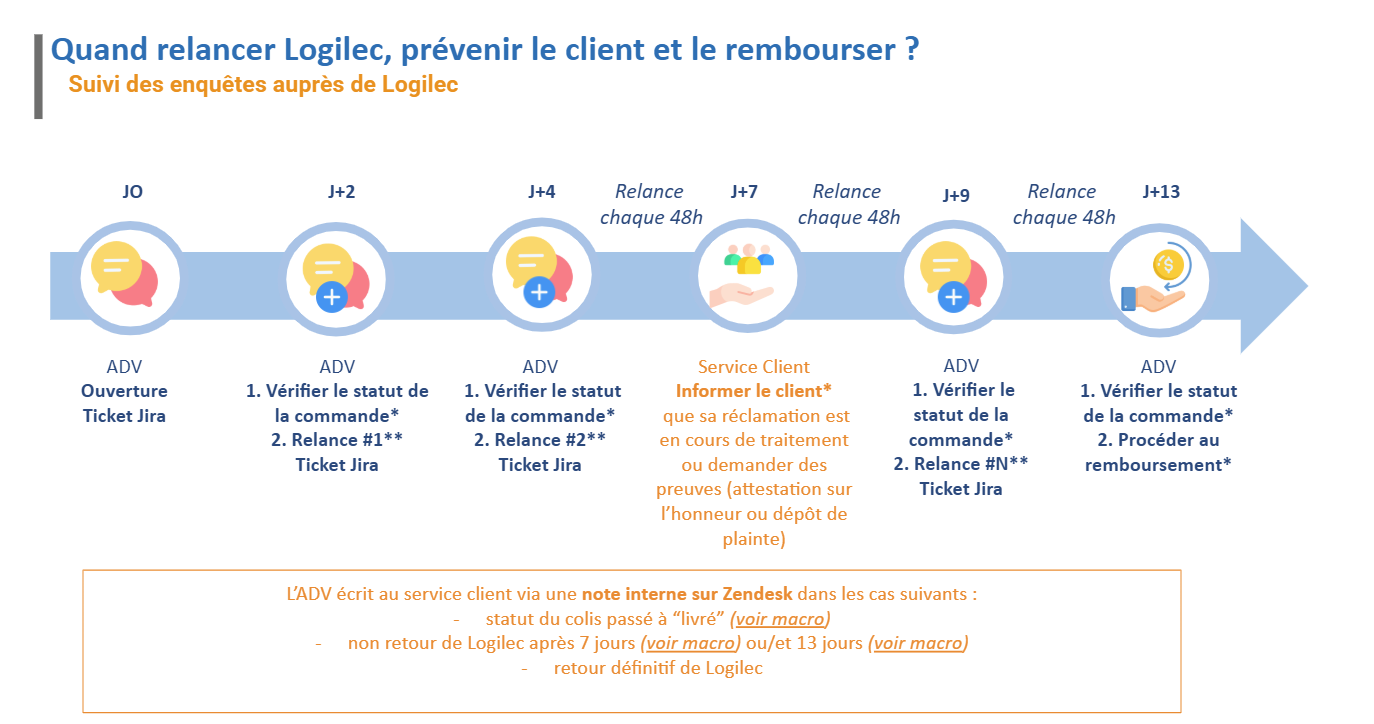 Quand relancer Logilec, prévenir le client et le rembourser ?
Suivi des enquêtes auprès de Logilec
JO
J+2
J+4
Relance
chaque 48h
J+7
Relance
chaque 48h
J+9
Relance
chaque 48h
J+13
ADV
Ouverture
Ticket Jira
ADV
1. Vérifier le statut de
la commande*
2. Relance #1**
Ticket Jira
ADV
1. Vérifier le statut
de la commande*
2. Relance #2**
Ticket Jira
Service Client
Informer le client*
que sa réclamation est
en cours de traitement
ou demander des
preuves (attestation sur
l'honneur ou dépôt de
plainte)
ADV
1. Vérifier le
statut de la
commande*
2. Relance #N**
Ticket Jira
ADV
1. Vérifier le statut
de la commande*
2. Procéder au
remboursement*
L'ADV écrit au service client via une note interne sur Zendesk dans les cas suivants :
- statut du colis passé à “livré” (voir macro)
- non retour de Logilec après 7 jours (voir macro) ou/et 13 jours (voir macro)
- retour définitif de Logilec